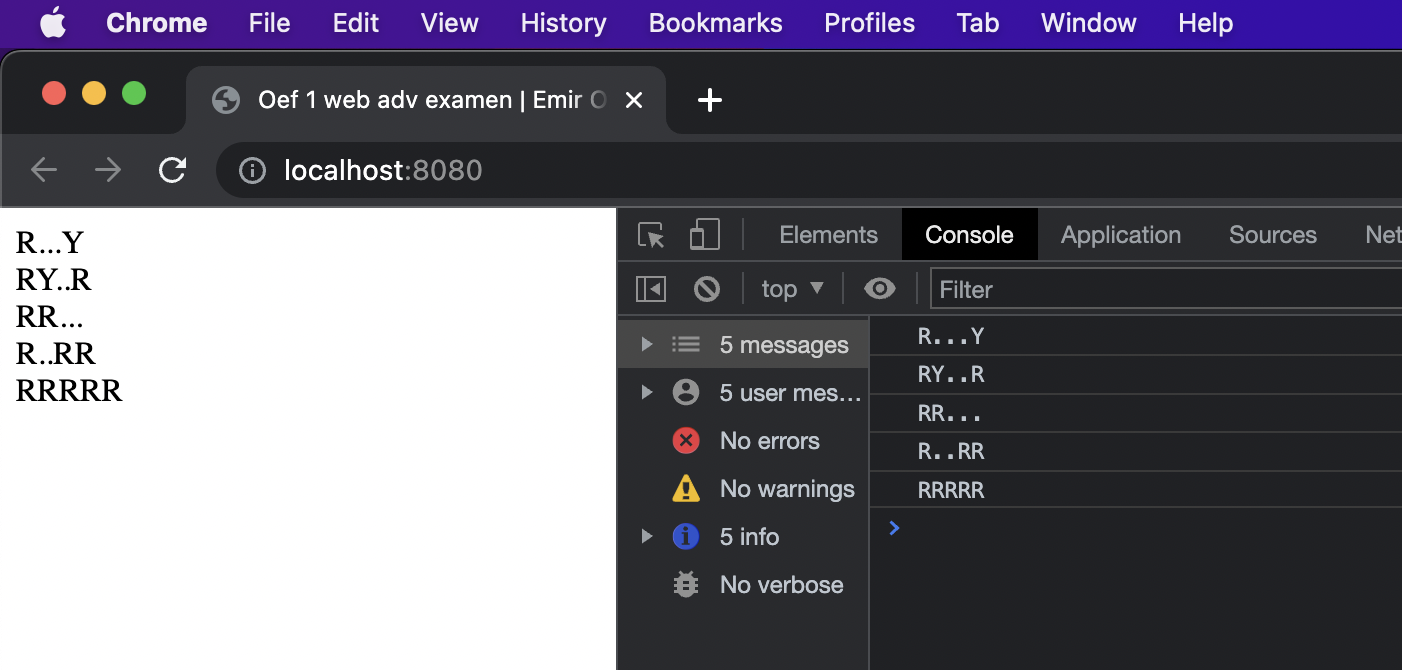 Chrome File Edit View History Bookmarks Profiles Tab Window Help
Oef 1 web adv examen | Emir O
localhost:8080
R...Y
RY..R
RR...
R..RR
RRRRR
Elements Console Application Sources Net
top Filter
5 messages
5 user mes...
No errors
No warnings
5 info
No verbose
R...Y
RY..R
RR...
R..RR
RRRRR